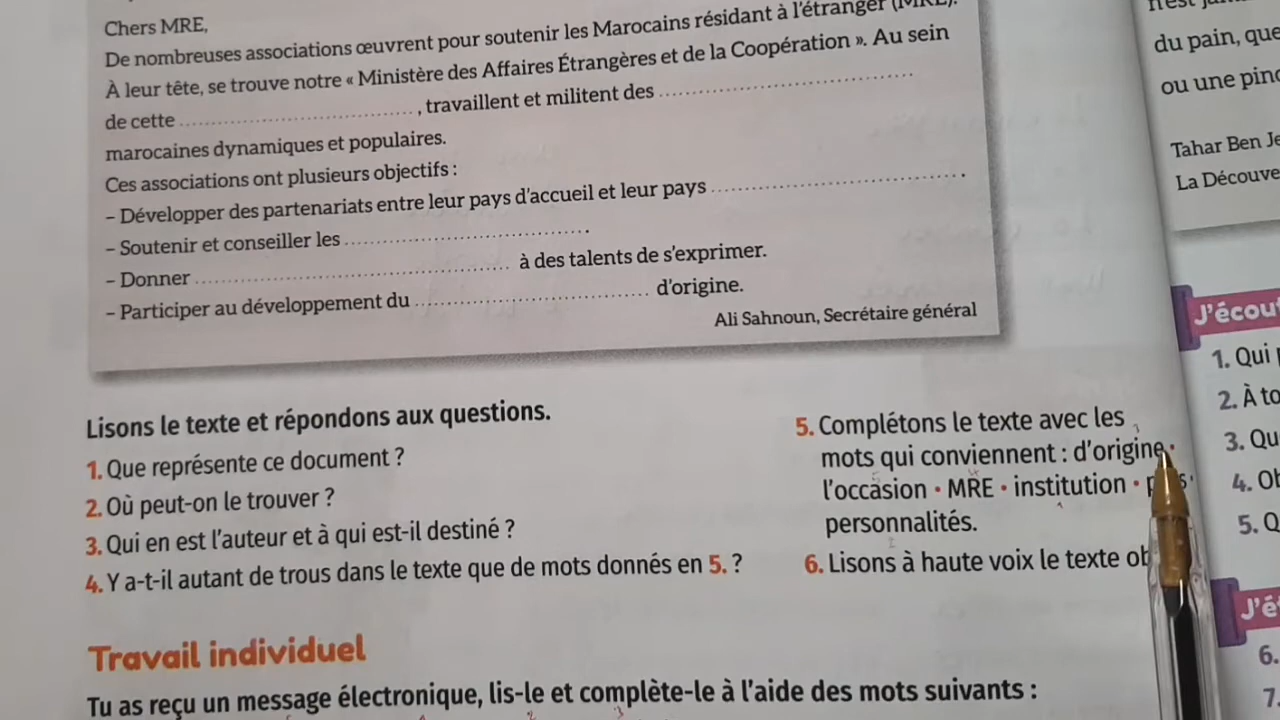 Chers MRE,
De nombreuses associations œuvrent pour soutenir les Marocains résidant à l'étranger (MRE).
À leur tête, se trouve notre « Ministère des Affaires Étrangères et de la Coopération ». Au sein
de cette ........................................ , travaillent et militent des ........................................
marocaines dynamiques et populaires.
Ces associations ont plusieurs objectifs :
– Développer des partenariats entre leur pays d'accueil et leur pays ........................................ .
– Soutenir et conseiller les ........................................ .
– Donner ........................................ à des talents de s'exprimer.
– Participer au développement du ........................................ d'origine.
Ali Sahnoun, Secrétaire général
Lisons le texte et répondons aux questions.
1. Que représente ce document ?
2. Où peut-on le trouver ?
3. Qui en est l'auteur et à qui est-il destiné ?
4. Y a-t-il autant de trous dans le texte que de mots donnés en 5. ?
5. Complétons le texte avec les
mots qui conviennent : d'origine •
l'occasion • MRE • institution •
personnalités.
6. Lisons à haute voix le texte
Travail individuel
Tu as reçu un message électronique, lis-le et complète-le à l'aide des mots suivants :
du pain, que
ou une
Tahar Ben
La
1. Qui
2. À
3.
4.
5.
6.
7.